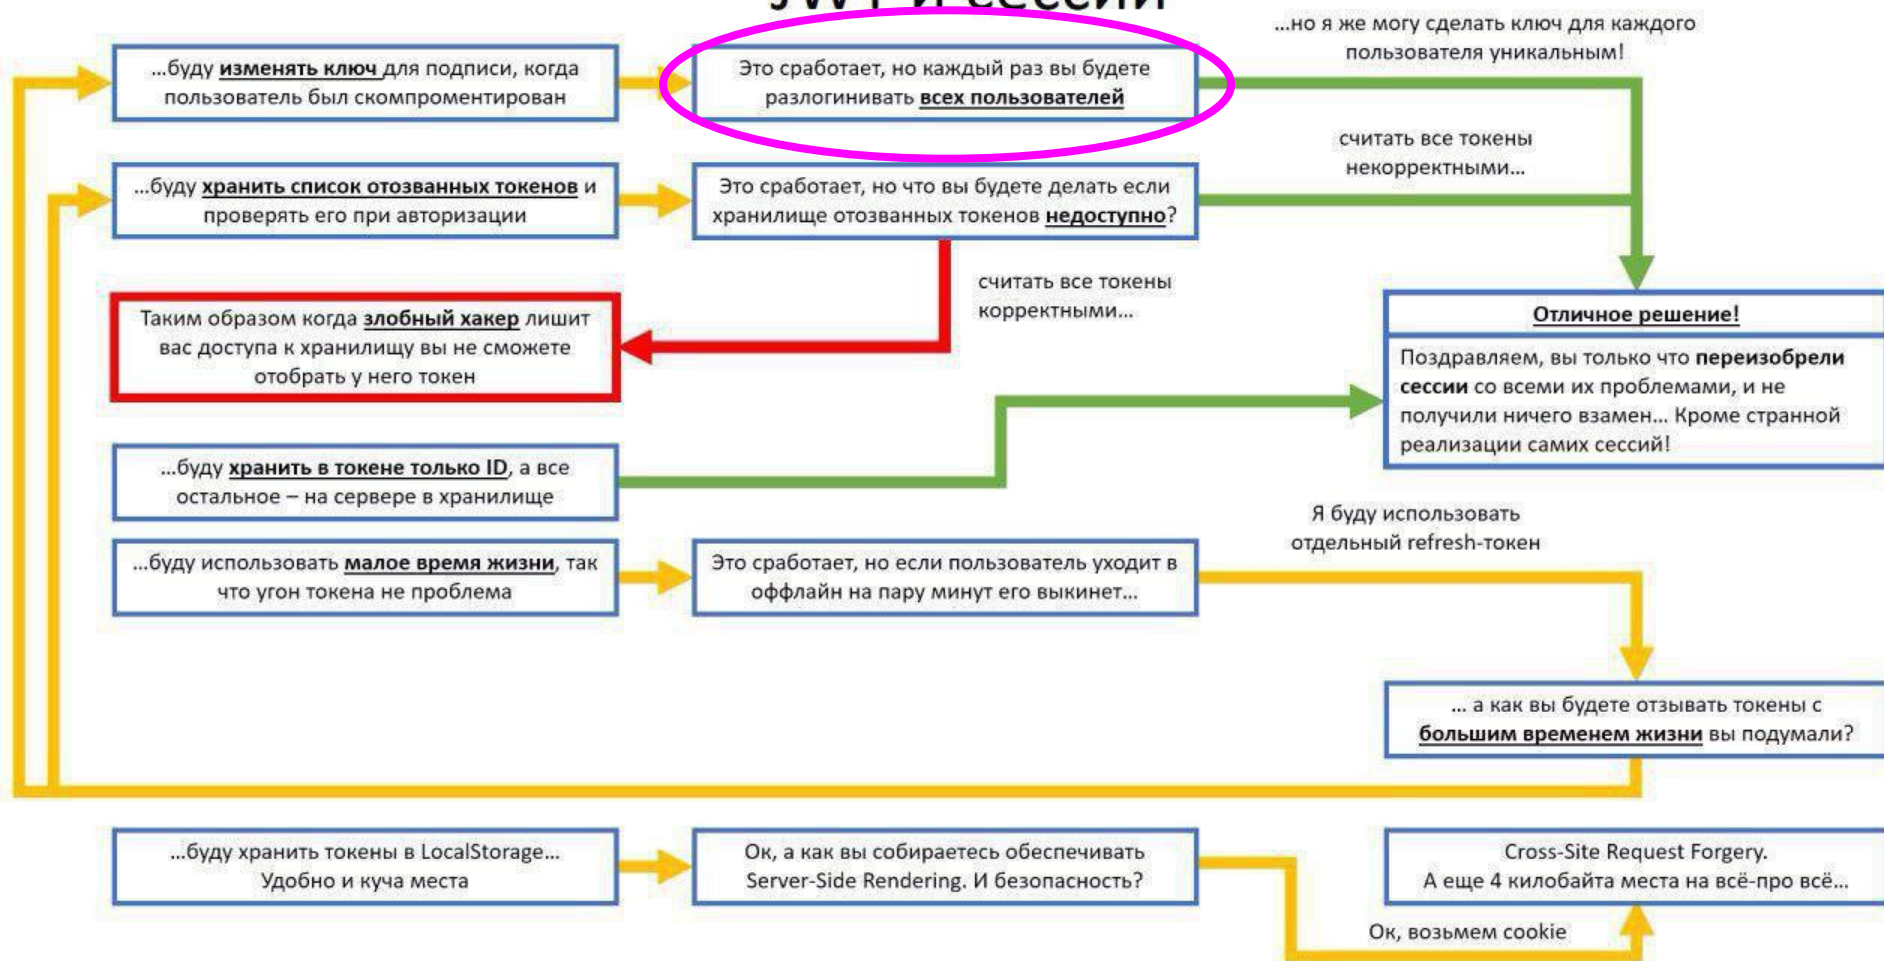 JWT и сессии
...но я же могу сделать ключ для каждого
пользователя уникальным!
...буду изменять ключ для подписи, когда
пользователь был скомпроментирован
Это сработает, но каждый раз вы будете
разлогинивать всех пользователей
считать все токены
некорректными...
...буду хранить список отозванных токенов и
проверять его при авторизации
Это сработает, но что вы будете делать если
хранилище отозванных токенов недоступно?
считать все токены
корректными...
Таким образом когда злобный хакер лишит
вас доступа к хранилищу вы не сможете
отобрать у него токен
Отличное решение!
Поздравляем, вы только что переизобрели
сессии со всеми их проблемами, и не
получили ничего взамен... Кроме странной
реализации самих сессий!
...буду хранить в токене только ID, а все
остальное – на сервере в хранилище
Я буду использовать
отдельный refresh-токен
...буду использовать малое время жизни, так
что угон токена не проблема
Это сработает, но если пользователь уходит в
оффлайн на пару минут его выкинет...
... а как вы будете отзывать токены с
большим временем жизни вы подумали?
...буду хранить токены в LocalStorage...
Удобно и куча места
Ок, а как вы собираетесь обеспечивать
Server-Side Rendering. И безопасность?
Cross-Site Request Forgery.
А еще 4 килобайта места на всё-про всё...
Ок, возьмем cookie